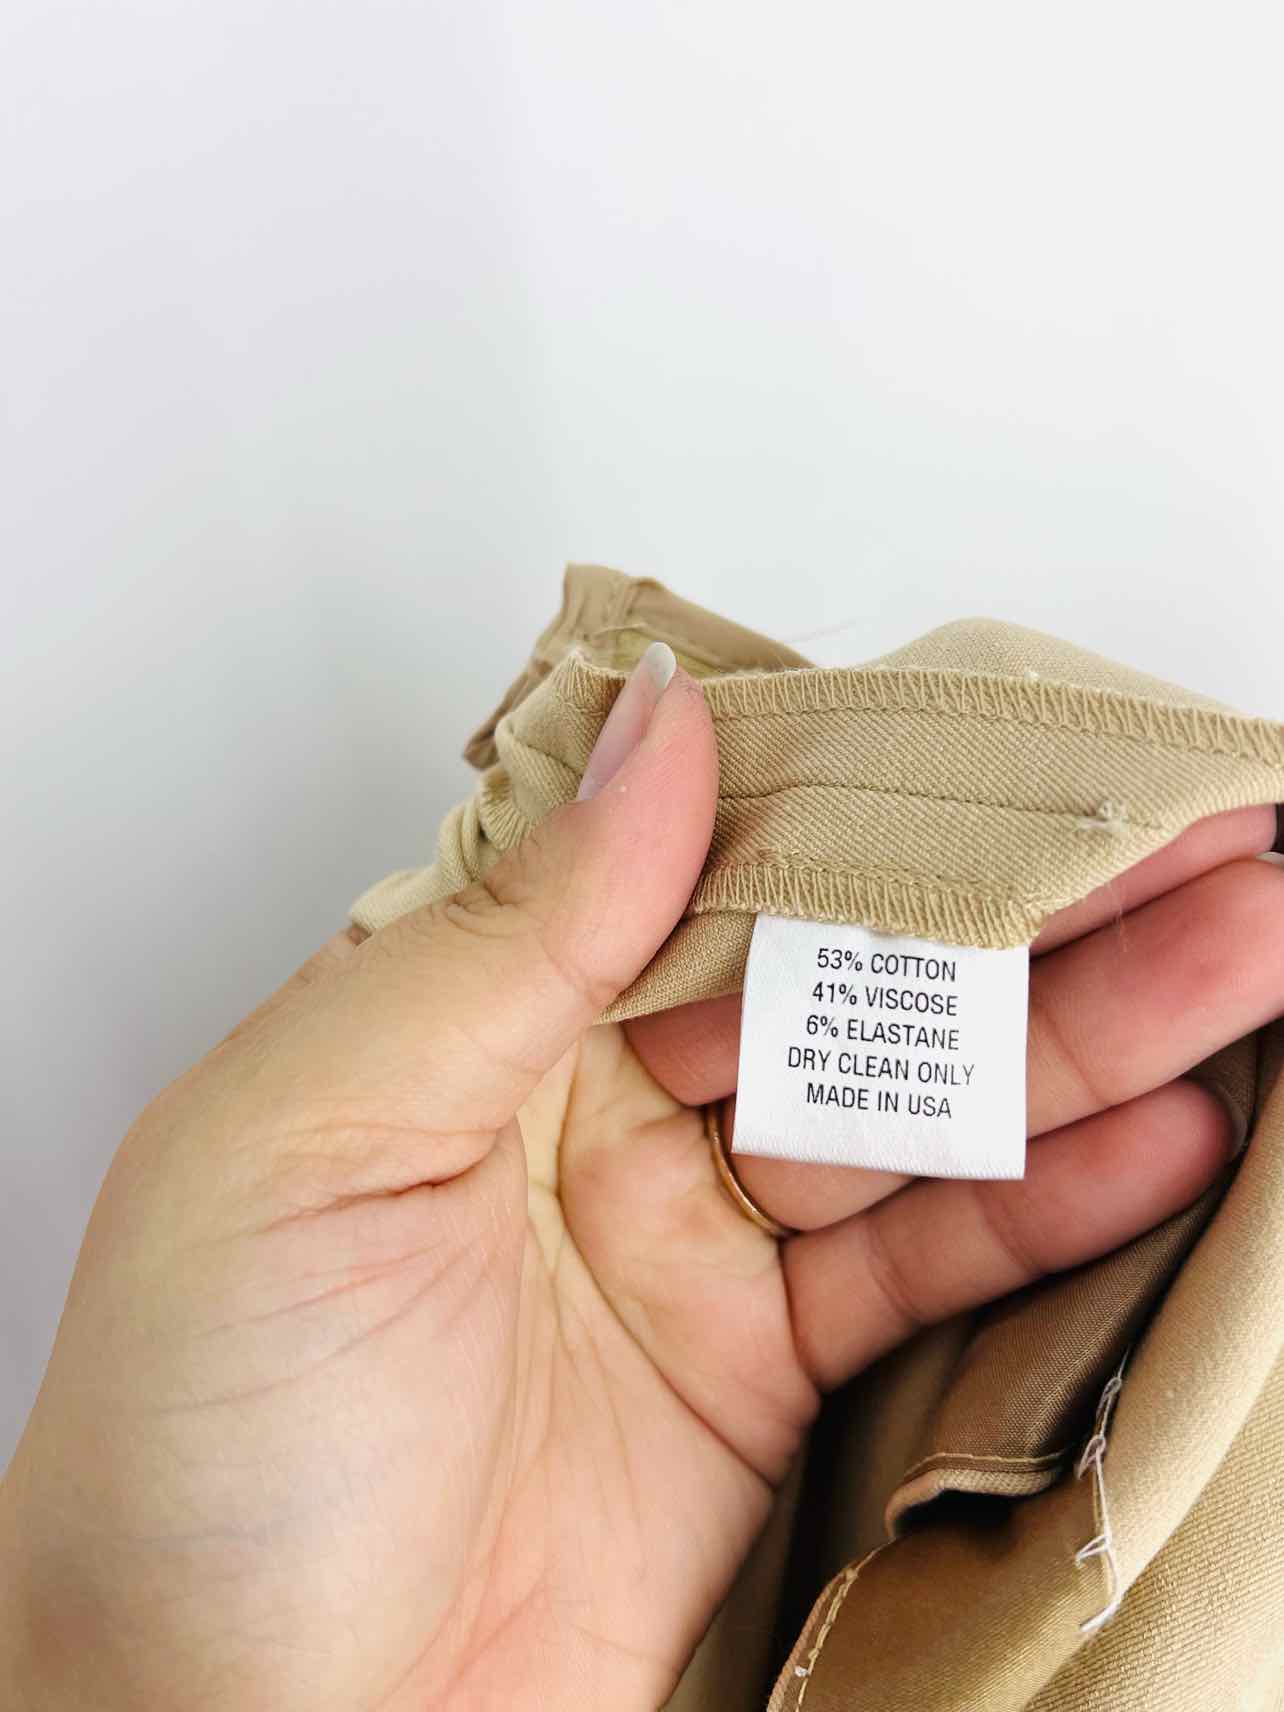 53% COTTON
41% VISCOSE
6% ELASTANE
DRY CLEAN ONLY
MADE IN USA